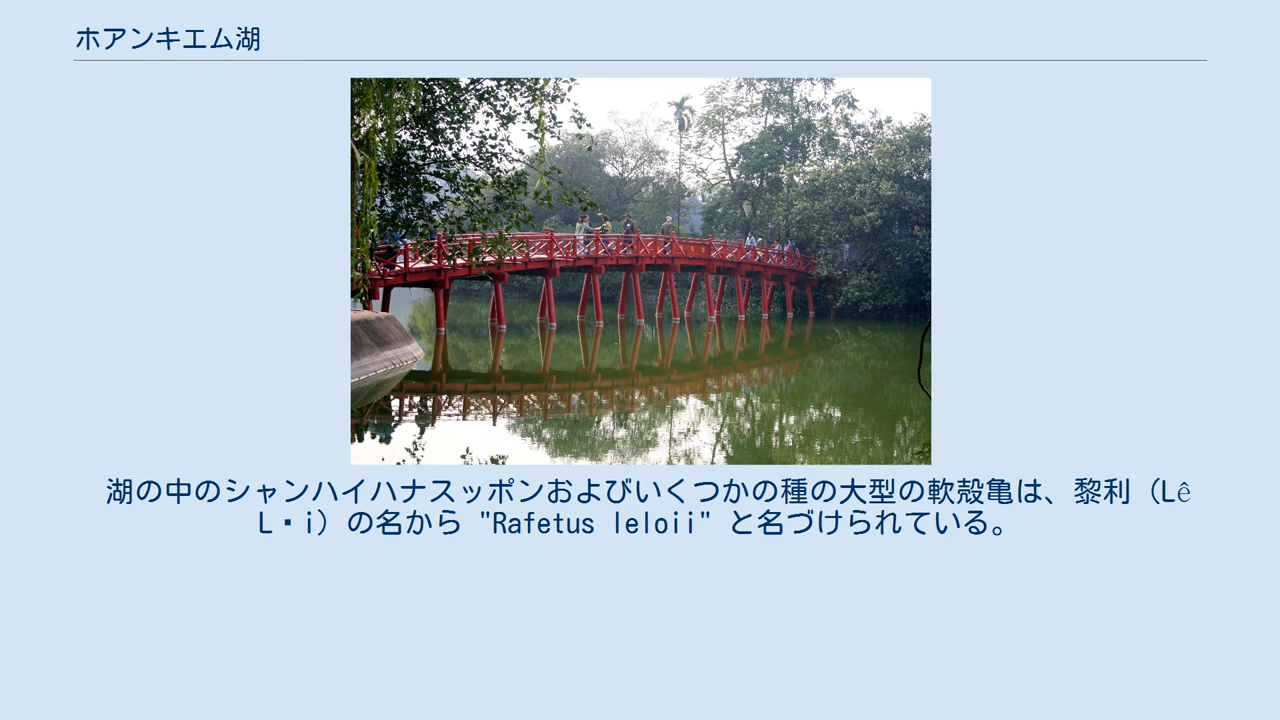 ホアンキエム湖
湖の中のシャンハイハナスッポンおよびいくつかの種の大型の軟殻亀は、黎利（Lê
L▪i）の名から "Rafetus leloii" と名づけられている。